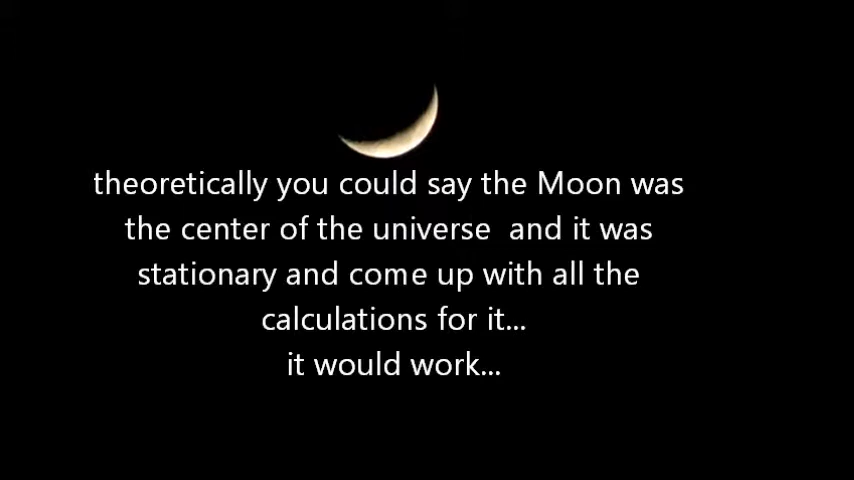 theoretically you could say the Moon was
the center of the universe  and it was
stationary and come up with all the
calculations for it...
it would work...